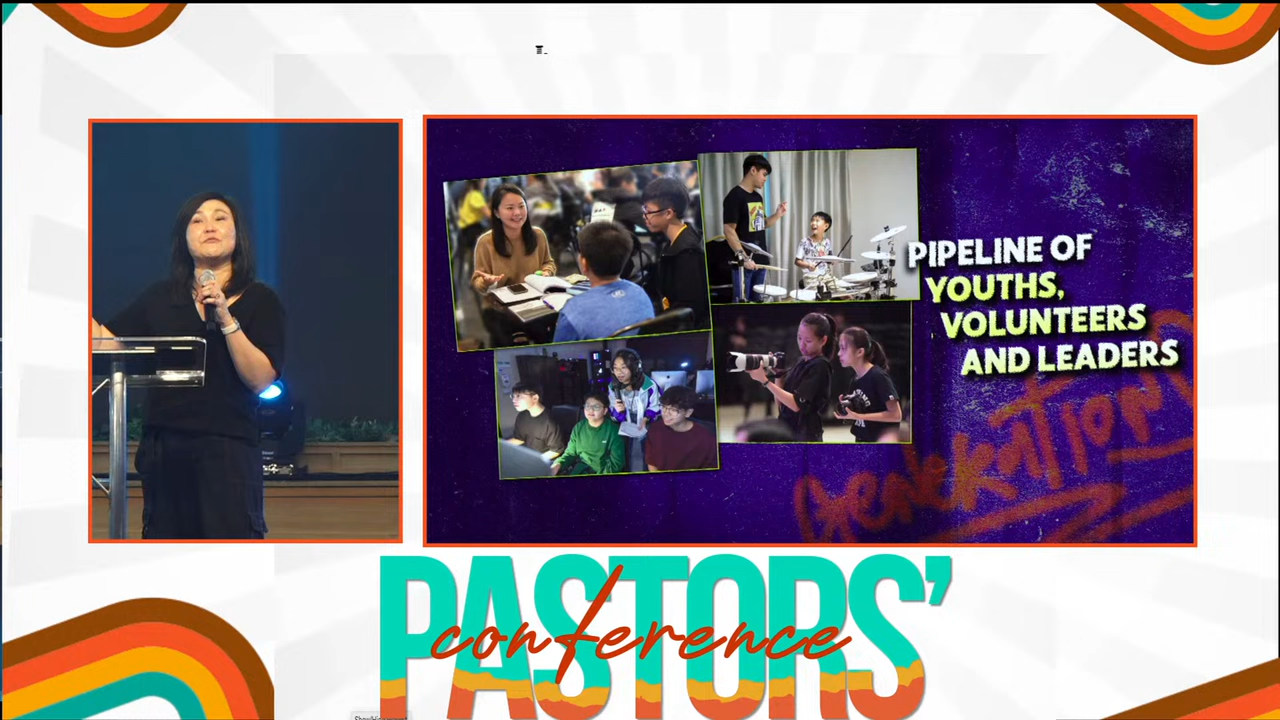 PIPELINE OF
YOUTHS,
VOLUNTEERS
AND LEADERS
GENERATION
PASTORS'
conference